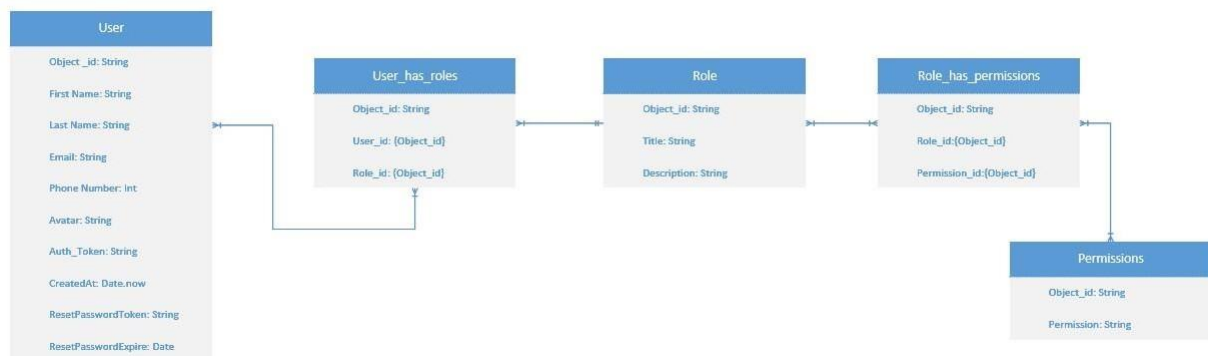 User
Object _id: String
First Name: String
Last Name: String
Email: String
Phone Number: Int
Avatar: String
Auth_Token: String
CreatedAt: Date.now
ResetPasswordToken: String
ResetPasswordExpire: Date
User_has_roles
Object_id: String
User_id: {Object_id}
Role_id: {Object_id}
Role
Object_id: String
Title: String
Description: String
Role_has_permissions
Object_id: String
Role_id:{Object_id}
Permission_id:{Object_id}
Permissions
Object_id: String
Permission: String